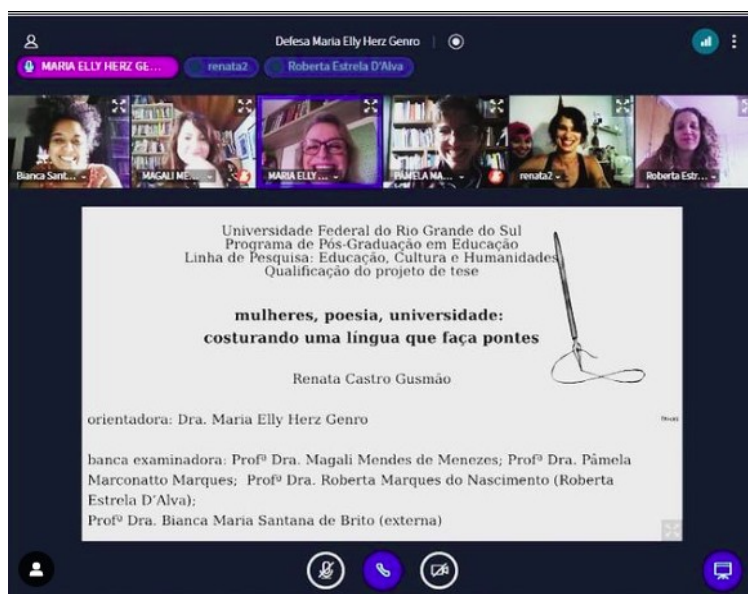 Defesa Maria Elly Herz Genro
MARIA ELLY HERZ GE...
renata2
Roberta Estrela D'Alva
Bianca Sant...
MAGALI ME...
MARIA ELLY ...
PÂMELA MA...
renata2
Roberta Estr...
Universidade Federal do Rio Grande do Sul
Programa de Pós-Graduação em Educação
Linha de Pesquisa: Educação, Cultura e Humanidades
Qualificação do projeto de tese
mulheres, poesia, universidade:
costurando uma língua que faça pontes
Renata Castro Gusmão
orientadora: Dra. Maria Elly Herz Genro
banca examinadora: Profª Dra. Magali Mendes de Menezes; Profª Dra. Pâmela
Marconatto Marques; Profª Dra. Roberta Marques do Nascimento (Roberta
Estrela D'Alva);
Profª Dra. Bianca Maria Santana de Brito (externa)